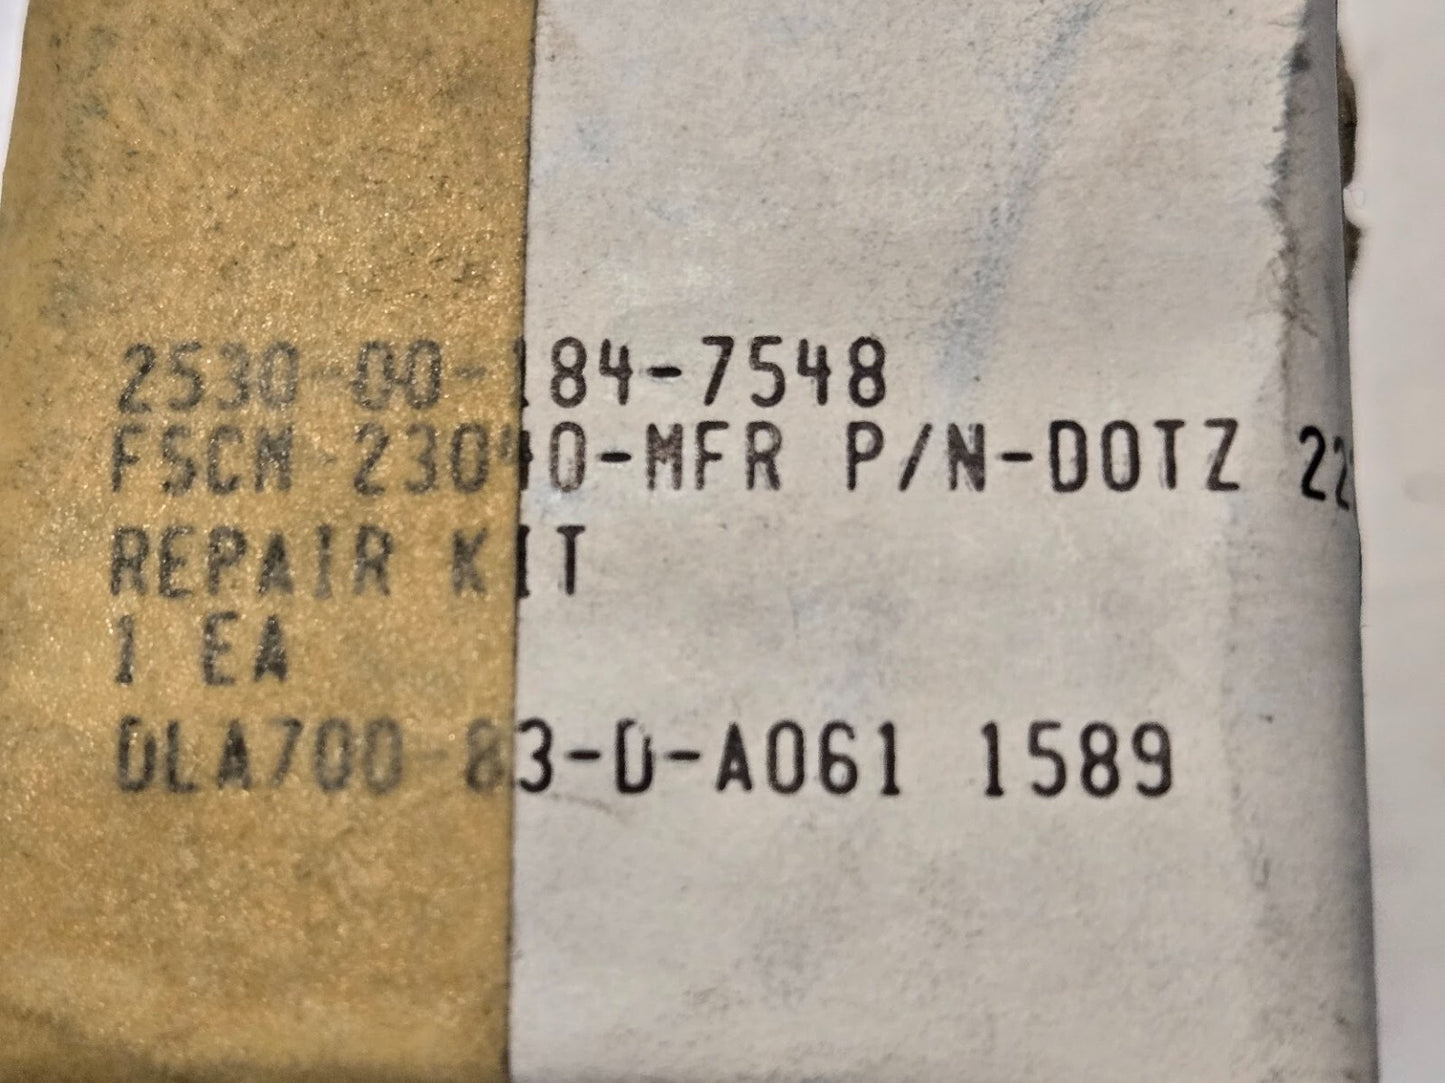 2530-00-184-7548
FSCM 23040-MFR P/N-DOTZ
REPAIR KIT
1 EA
DLA700-83-D-A061 1589